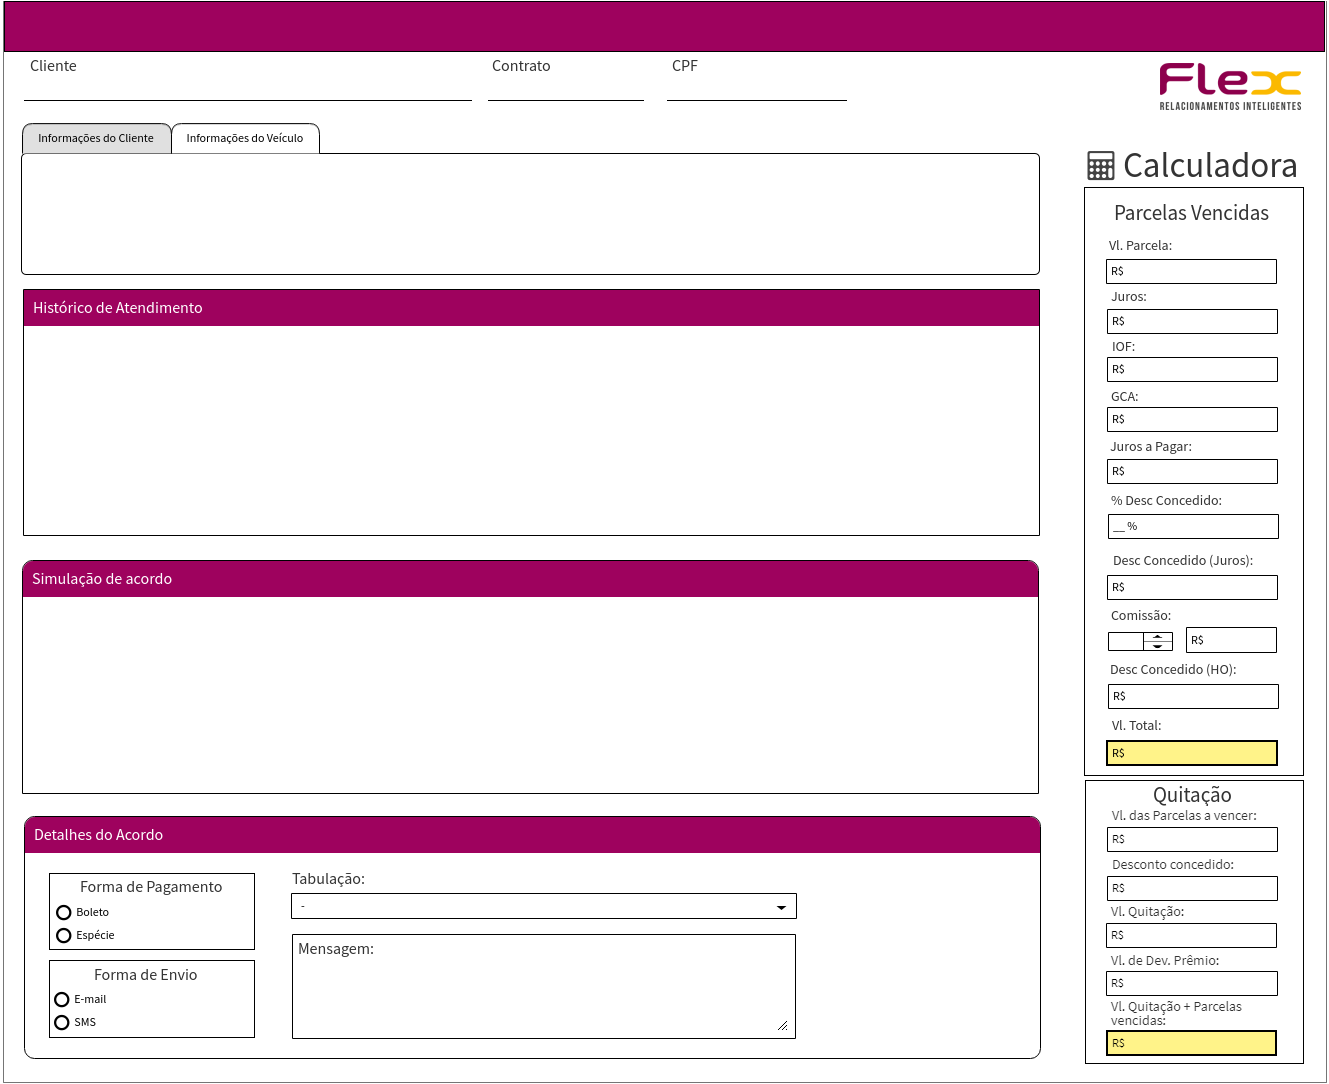 Cliente
Contrato
CPF
Flex
RELACIONAMENTOS INTELIGENTES
Informações do Cliente
Informações do Veículo
Histórico de Atendimento
Simulação de acordo
Detalhes do Acordo
Forma de Pagamento
Boleto
Espécie
Forma de Envio
E-mail
SMS
Tabulação:
-
Mensagem:
Calculadora
Parcelas Vencidas
Vl. Parcela:
R$
Juros:
R$
IOF:
R$
GCA:
R$
Juros a Pagar:
R$
% Desc Concedido:
__ %
Desc Concedido (Juros):
R$
Comissão:
R$
Desc Concedido (HO):
R$
Vl. Total:
R$
Quitação
Vl. das Parcelas a vencer:
R$
Desconto concedido:
R$
Vl. Quitação:
R$
Vl. de Dev. Prêmio:
R$
Vl. Quitação + Parcelas
vencidas:
R$